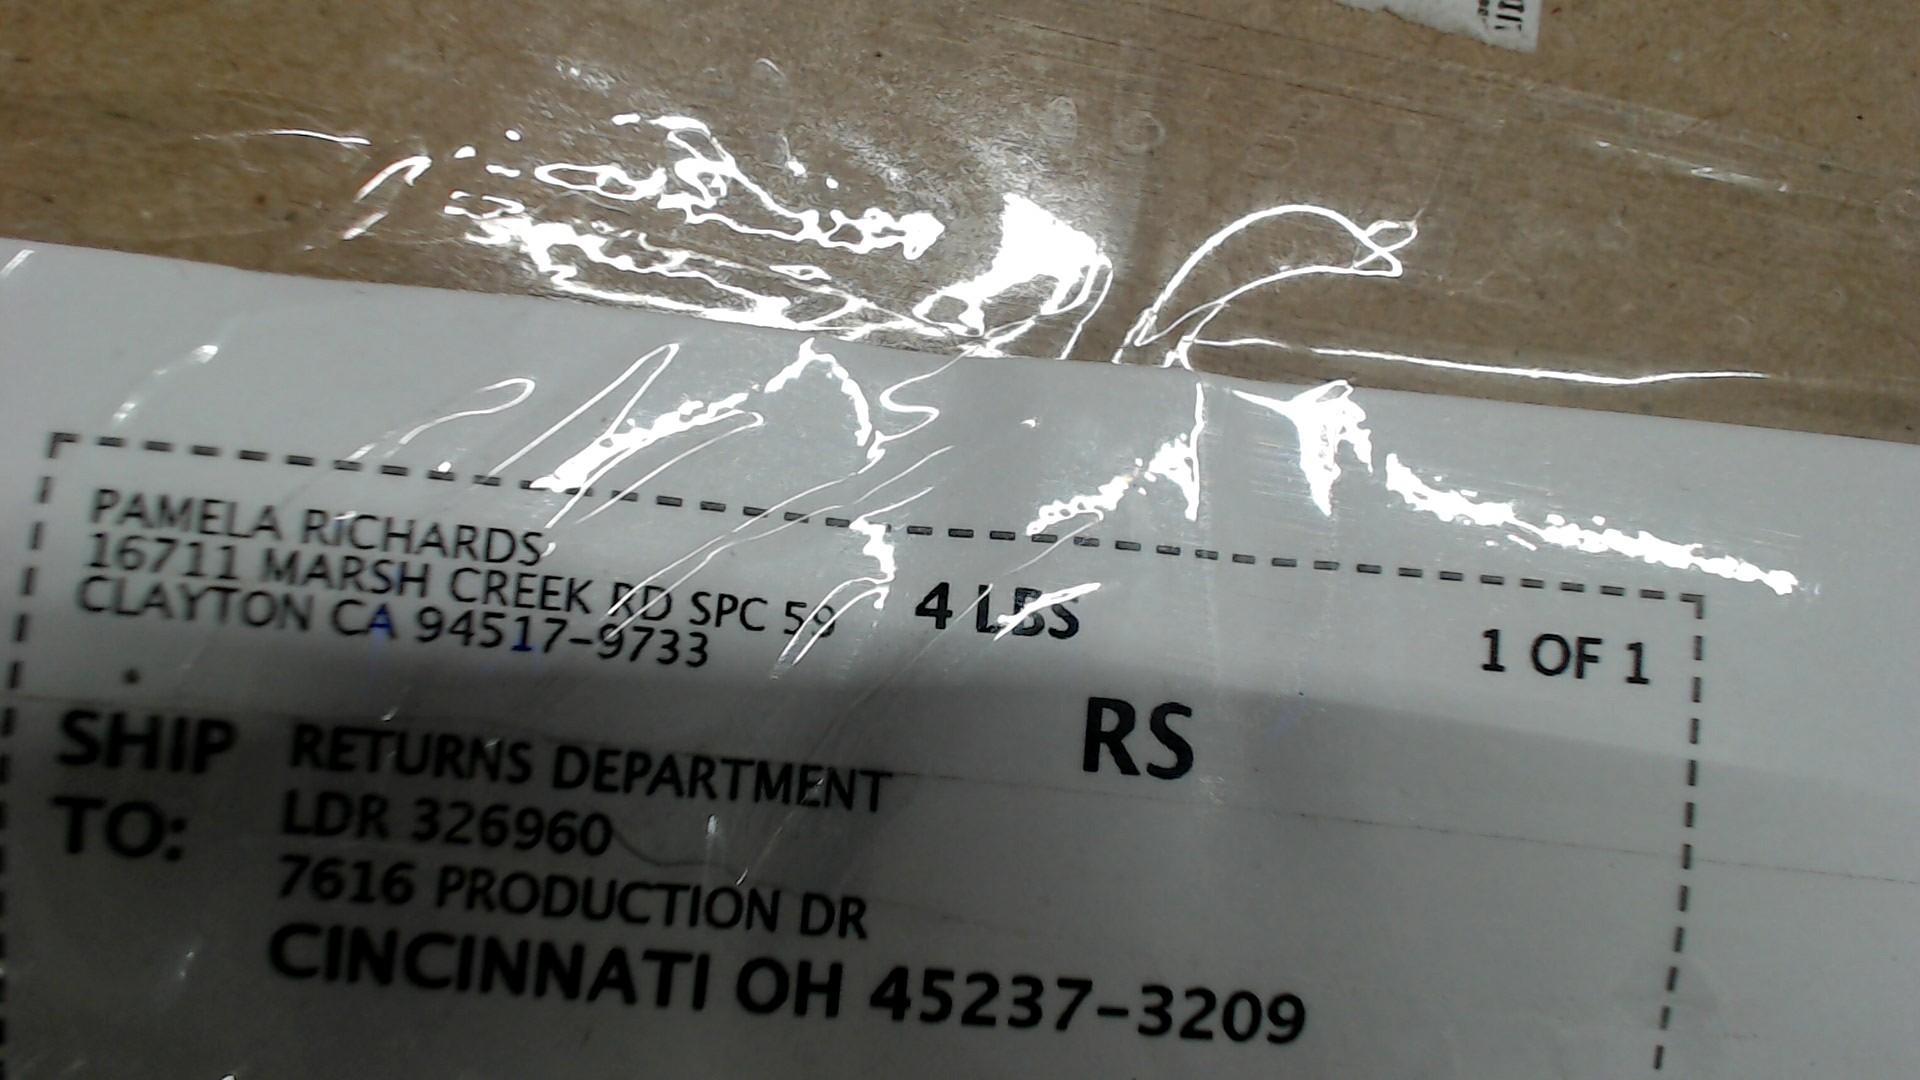 PAMELA RICHARDS
16711 MARSH CREEK RD SPC 59
CLAYTON CA 94517-9733
4 LBS
1 OF 1
RS
SHIP TO:
RETURNS DEPARTMENT
LDR 326960
7616 PRODUCTION DR
CINCINNATI OH 45237-3209